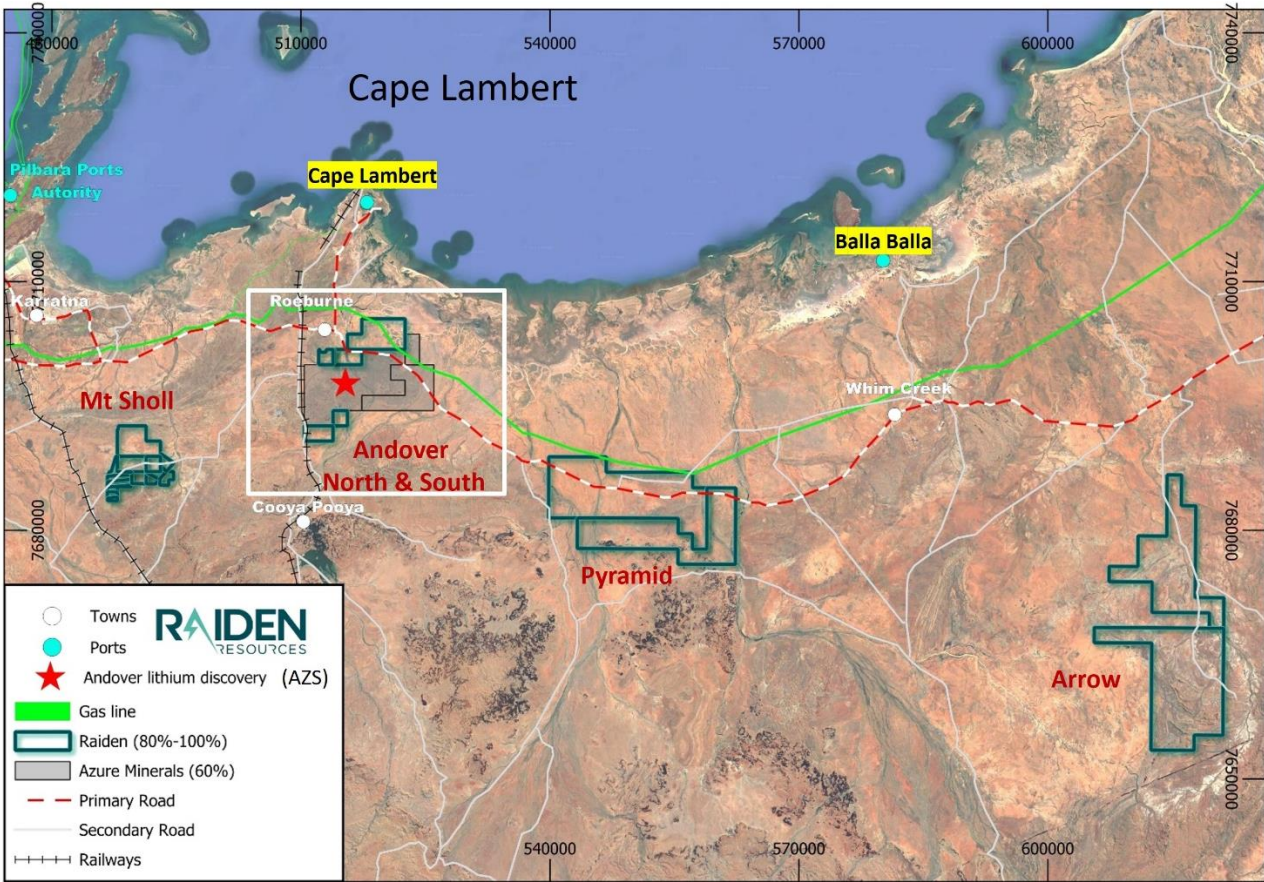 480000
510000
540000
570000
600000
7740000
7740000
Cape Lambert
Pilbara Ports
Autority
Cape Lambert
Balla Balla
7710000
7710000
Karratna
Roeburne
Mt Sholl
Whim Creek
Andover
North & South
Cooya Pooya
7680000
7680000
Pyramid
Arrow
Towns
Ports
RAIDEN
RESOURCES
Andover lithium discovery (AZS)
Gas line
Raiden (80%-100%)
Azure Minerals (60%)
Primary Road
Secondary Road
Railways
7650000
540000
570000
600000